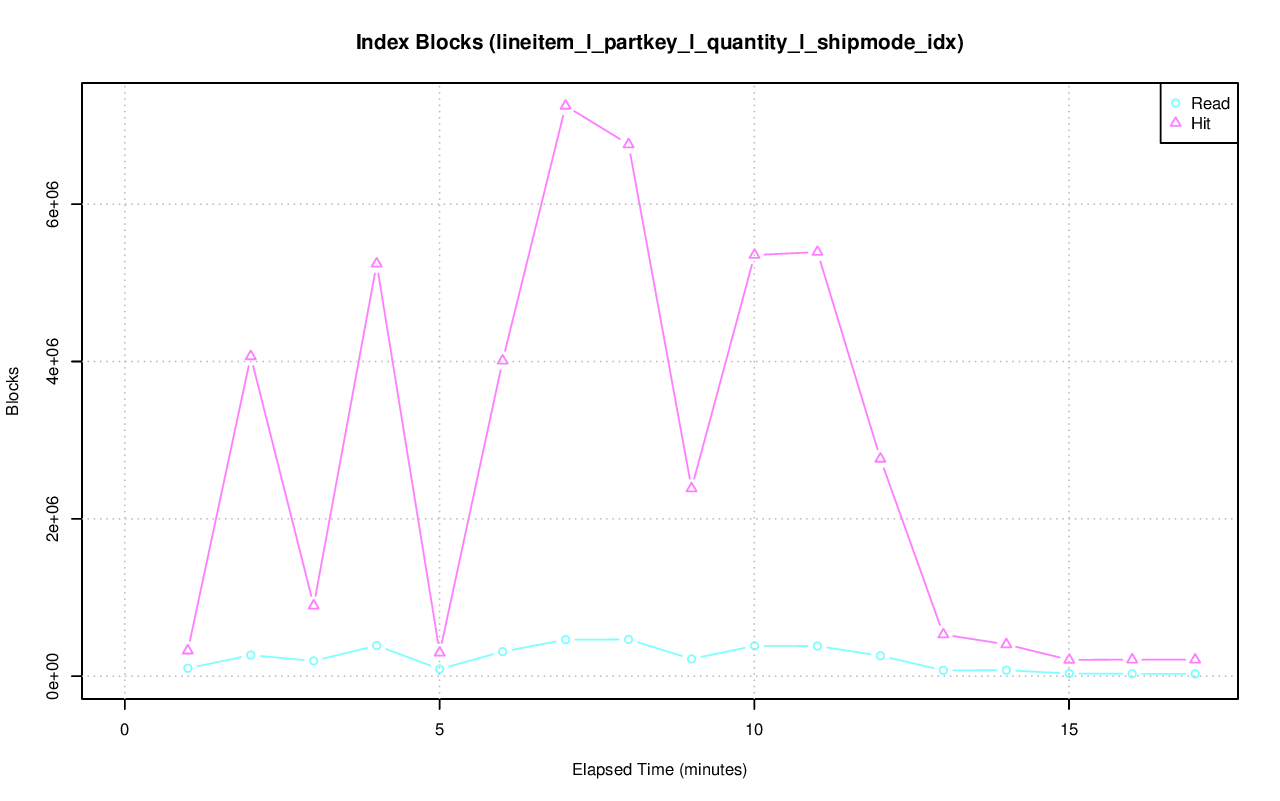 Index Blocks (lineitem_l_partkey_l_quantity_l_shipmode_idx)
Read
Hit
6e+06
4e+06
2e+06
0e+00
Blocks
0 5 10 15
Elapsed Time (minutes)